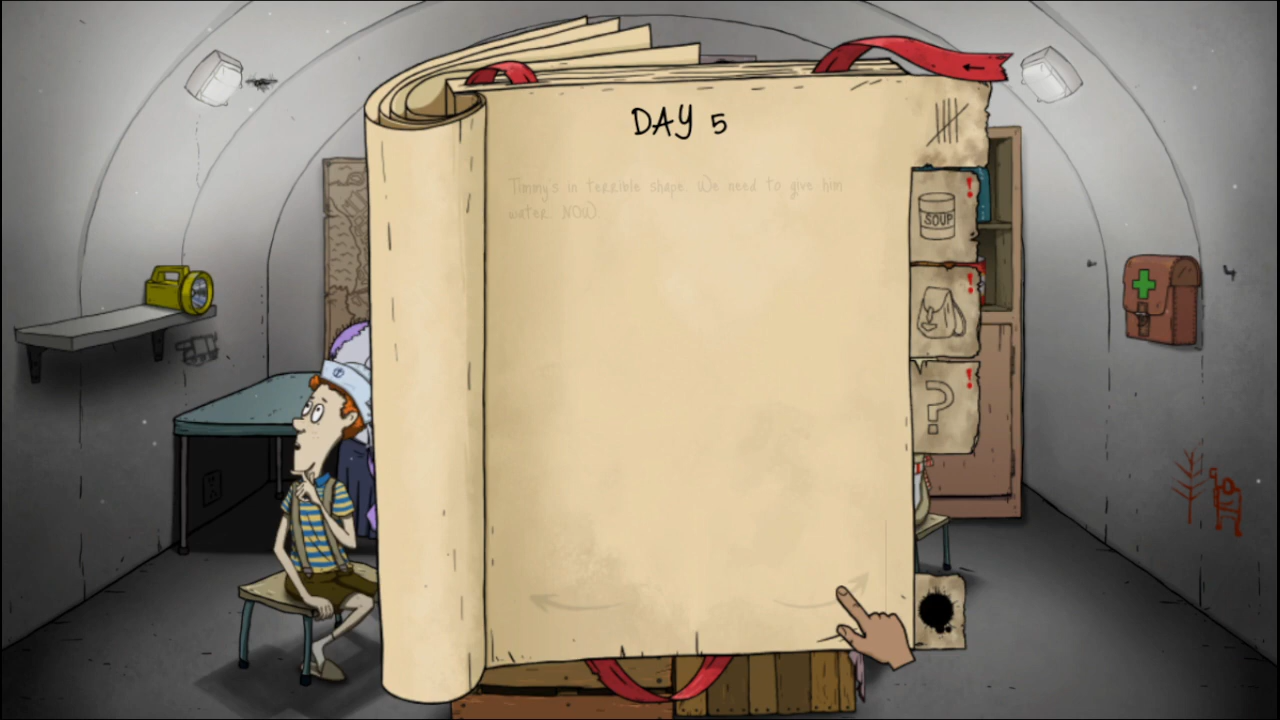 DAY 5
Timmy's in terrible shape. We need to give him
water. NOW.
!
SOUP
!
!
?